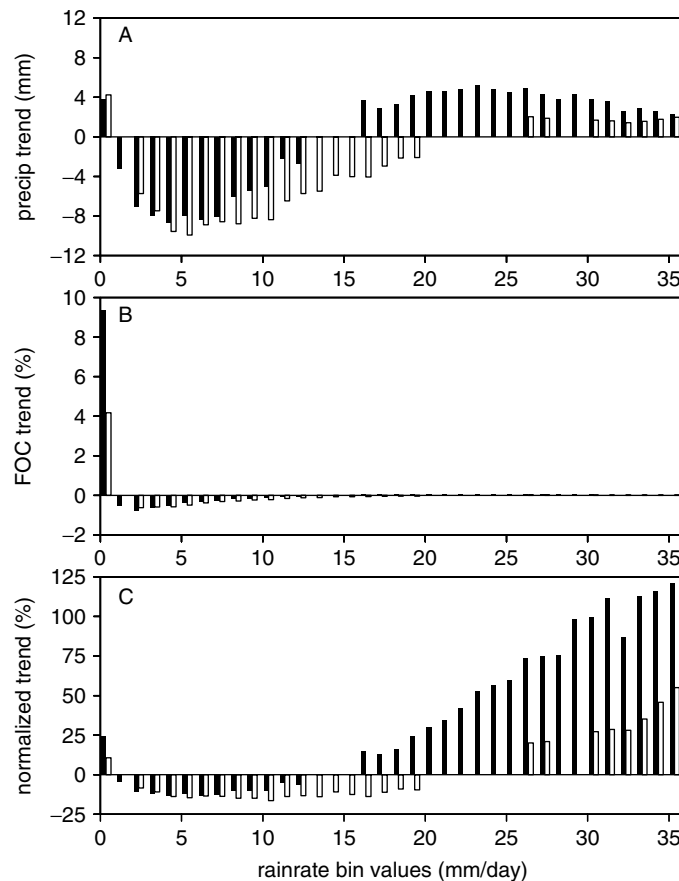 A
precip trend (mm)
12
8
4
0
−4
−8
−12
0 5 10 15 20 25 30 35
B
FOC trend (%)
10
8
6
4
2
0
−2
0 5 10 15 20 25 30 35
C
normalized trend (%)
125
100
75
50
25
0
−25
0 5 10 15 20 25 30 35
rainrate bin values (mm/day)